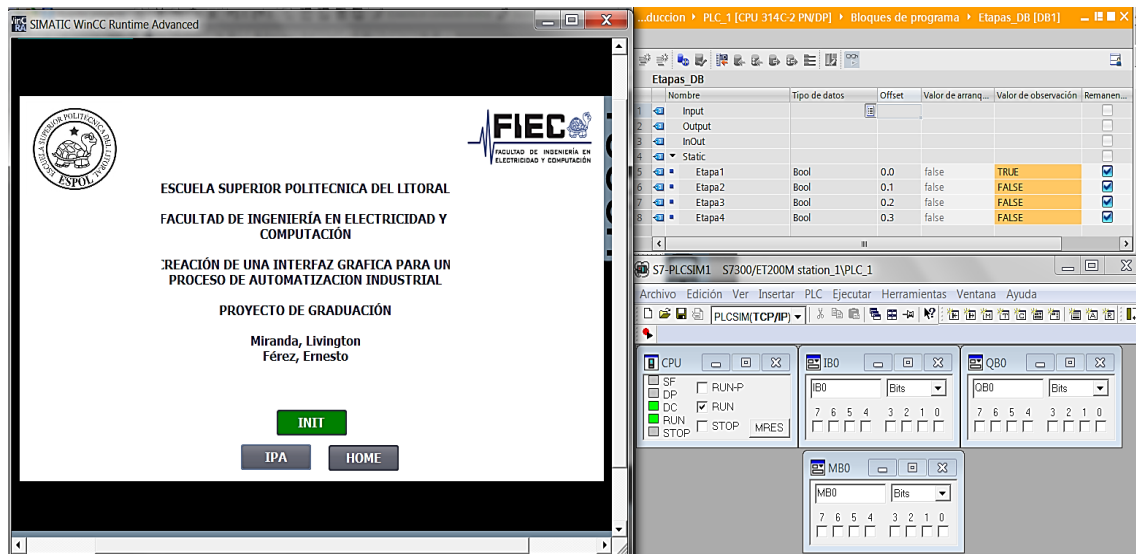 SIMATIC WinCC Runtime Advanced
ESCUELA SUPERIOR POLITECNICA DEL LITORAL
ESPOL
FIEC
FACULTAD DE INGENIERÍA EN
ELECTRICIDAD Y COMPUTACIÓN
ESCUELA SUPERIOR POLITECNICA DEL LITORAL
FACULTAD DE INGENIERÍA EN ELECTRICIDAD Y
COMPUTACIÓN
CREACIÓN DE UNA INTERFAZ GRAFICA PARA UN
PROCESO DE AUTOMATIZACION INDUSTRIAL
PROYECTO DE GRADUACIÓN
Miranda, Livington
Férez, Ernesto
INIT
IPA HOME
...duccion PLC_1 [CPU 314C-2 PN/DP] Bloques de programa Etapas_DB [DB1]
Etapas_DB
Nombre Tipo de datos Offset Valor de arranq... Valor de observación Remanen...
1 Input
2 Output
3 InOut
4 Static
5 Etapa1 Bool 0.0 false TRUE
6 Etapa2 Bool 0.1 false FALSE
7 Etapa3 Bool 0.2 false FALSE
8 Etapa4 Bool 0.3 false FALSE
S7-PLCSIM1 S7300/ET200M station_1\PLC_1
Archivo Edición Ver Insertar PLC Ejecutar Herramientas Ventana Ayuda
PLCSIM(TCP/IP)
CPU
SF
DP
DC
RUN
STOP
RUN-P
RUN
STOP
MRES
IB0
IB0 Bits
7 6 5 4 3 2 1 0
QB0
QB0 Bits
7 6 5 4 3 2 1 0
MB0
MB0 Bits
7 6 5 4 3 2 1 0